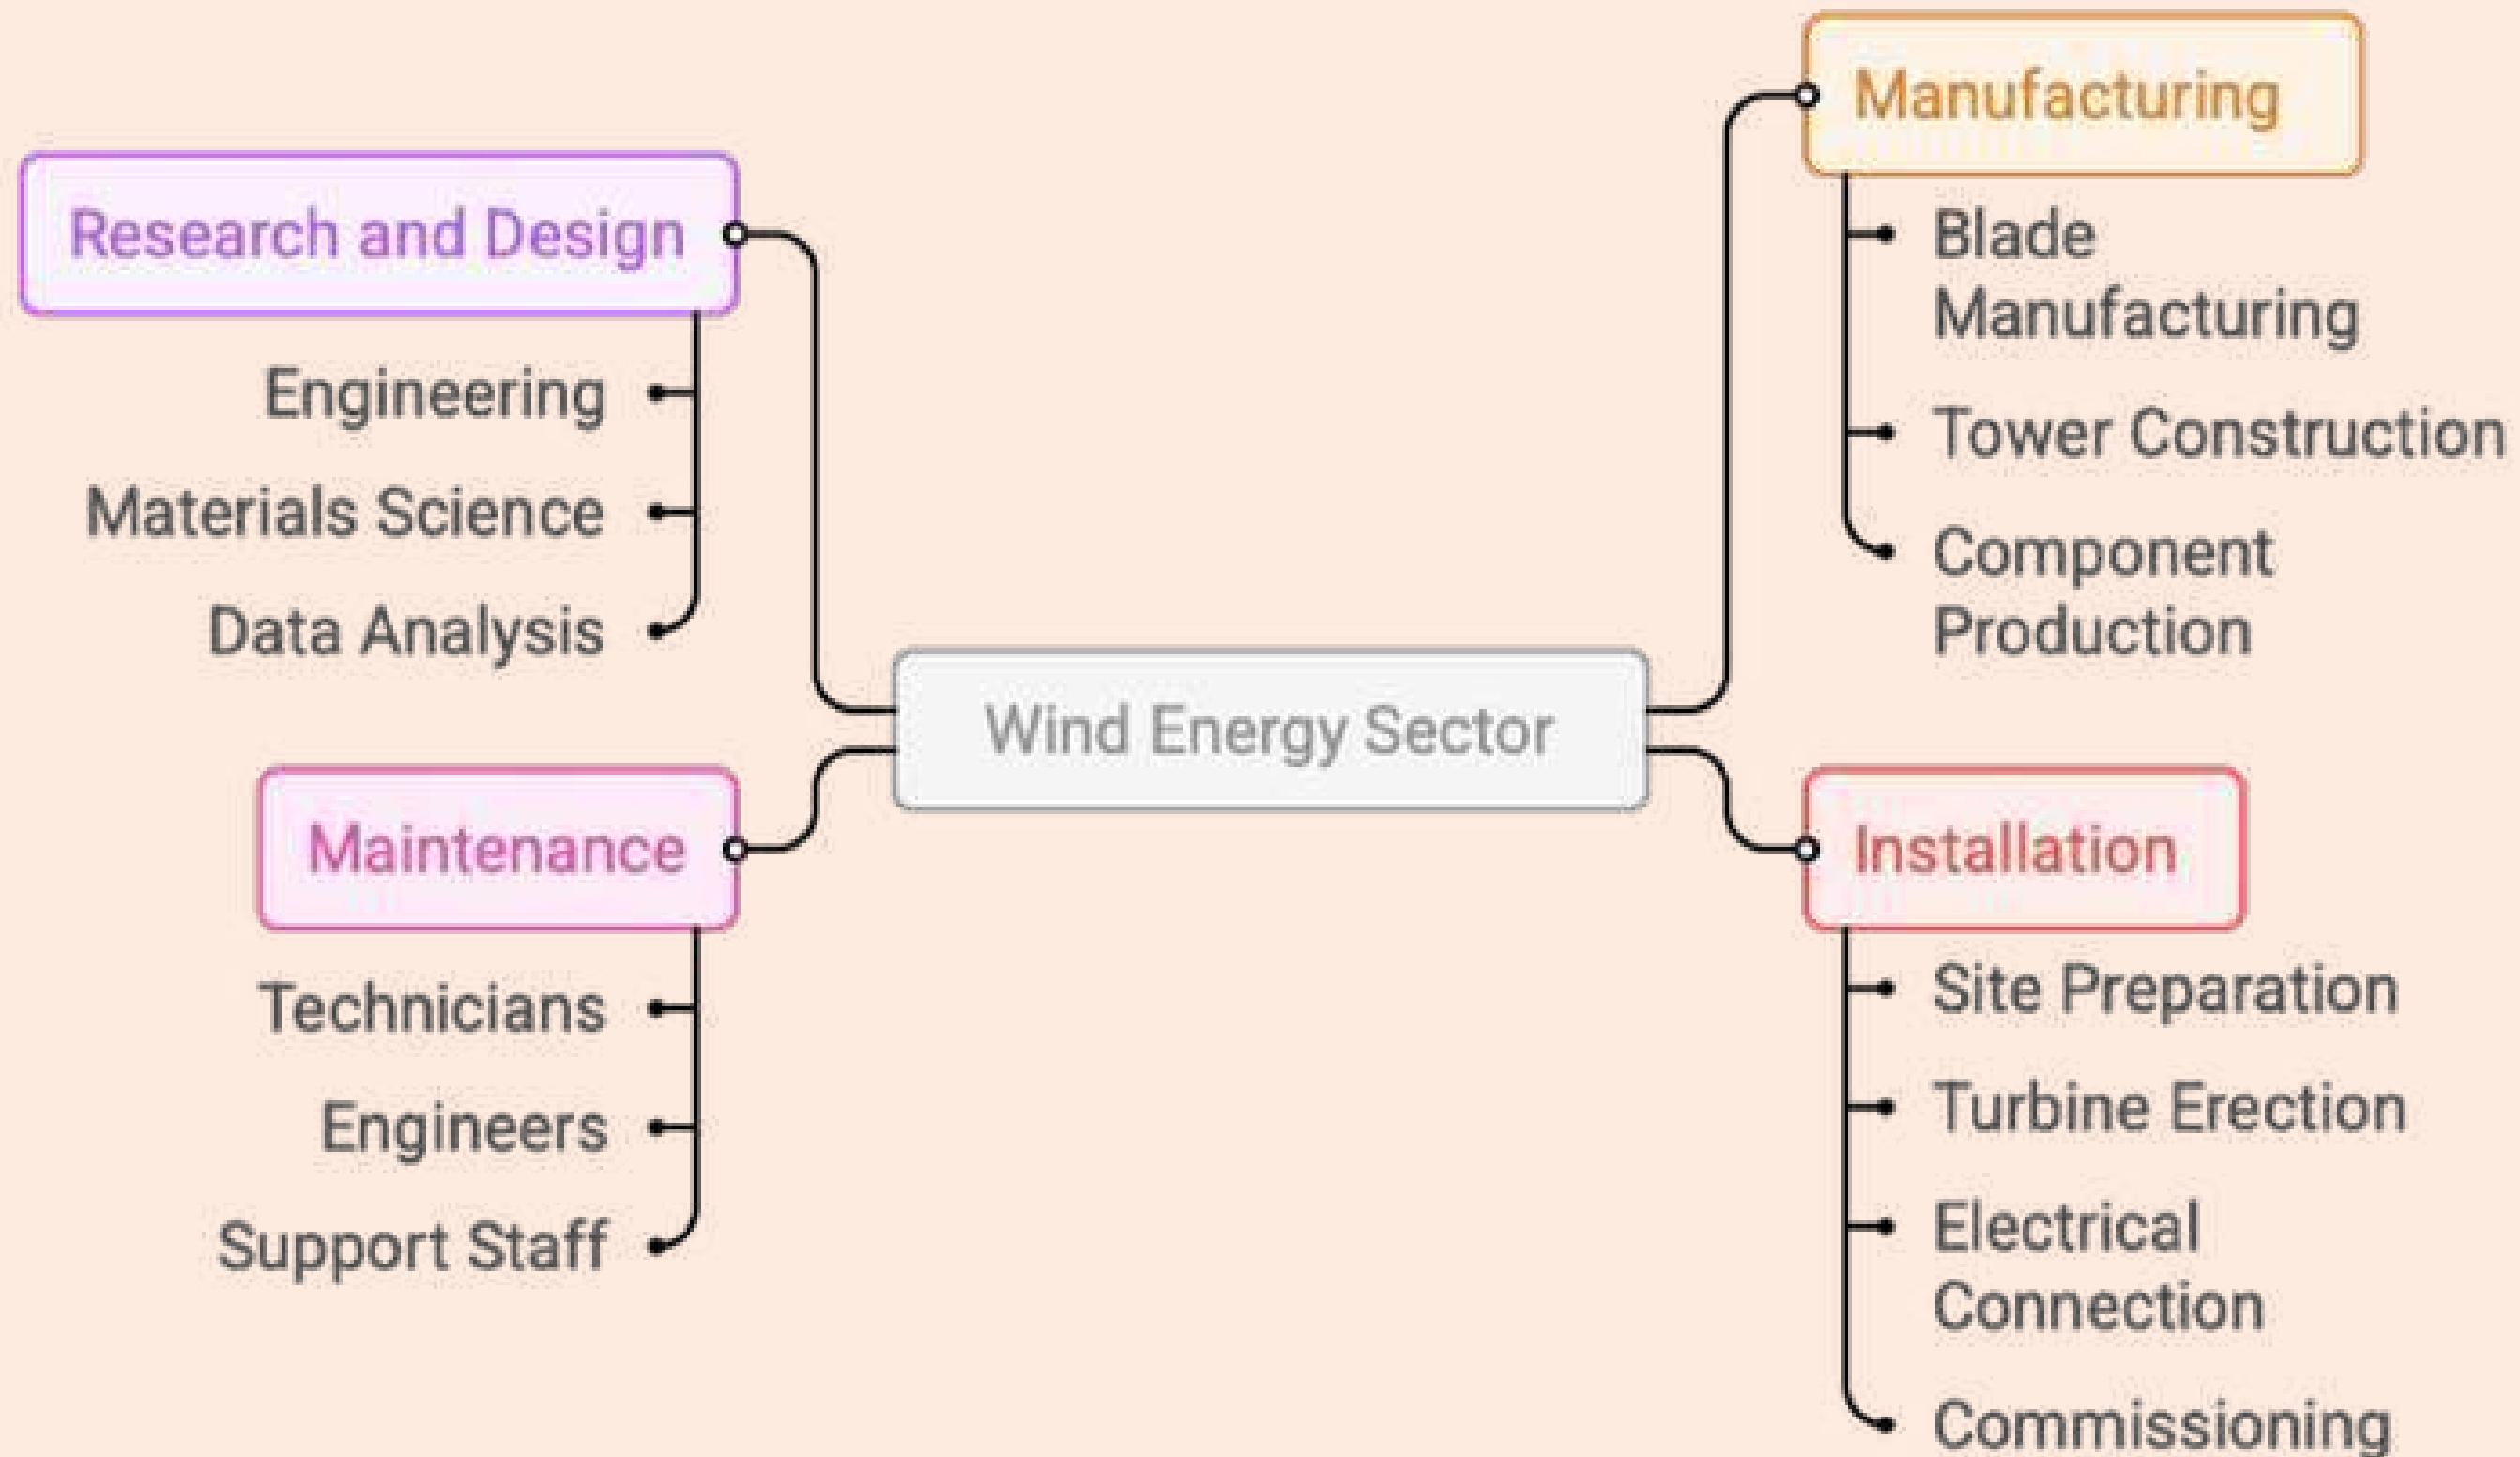 Research and Design
Engineering
Materials Science
Data Analysis
Maintenance
Technicians
Engineers
Support Staff
Wind Energy Sector
Manufacturing
Blade
Manufacturing
Tower Construction
Component
Production
Installation
Site Preparation
Turbine Erection
Electrical
Connection
Commissioning